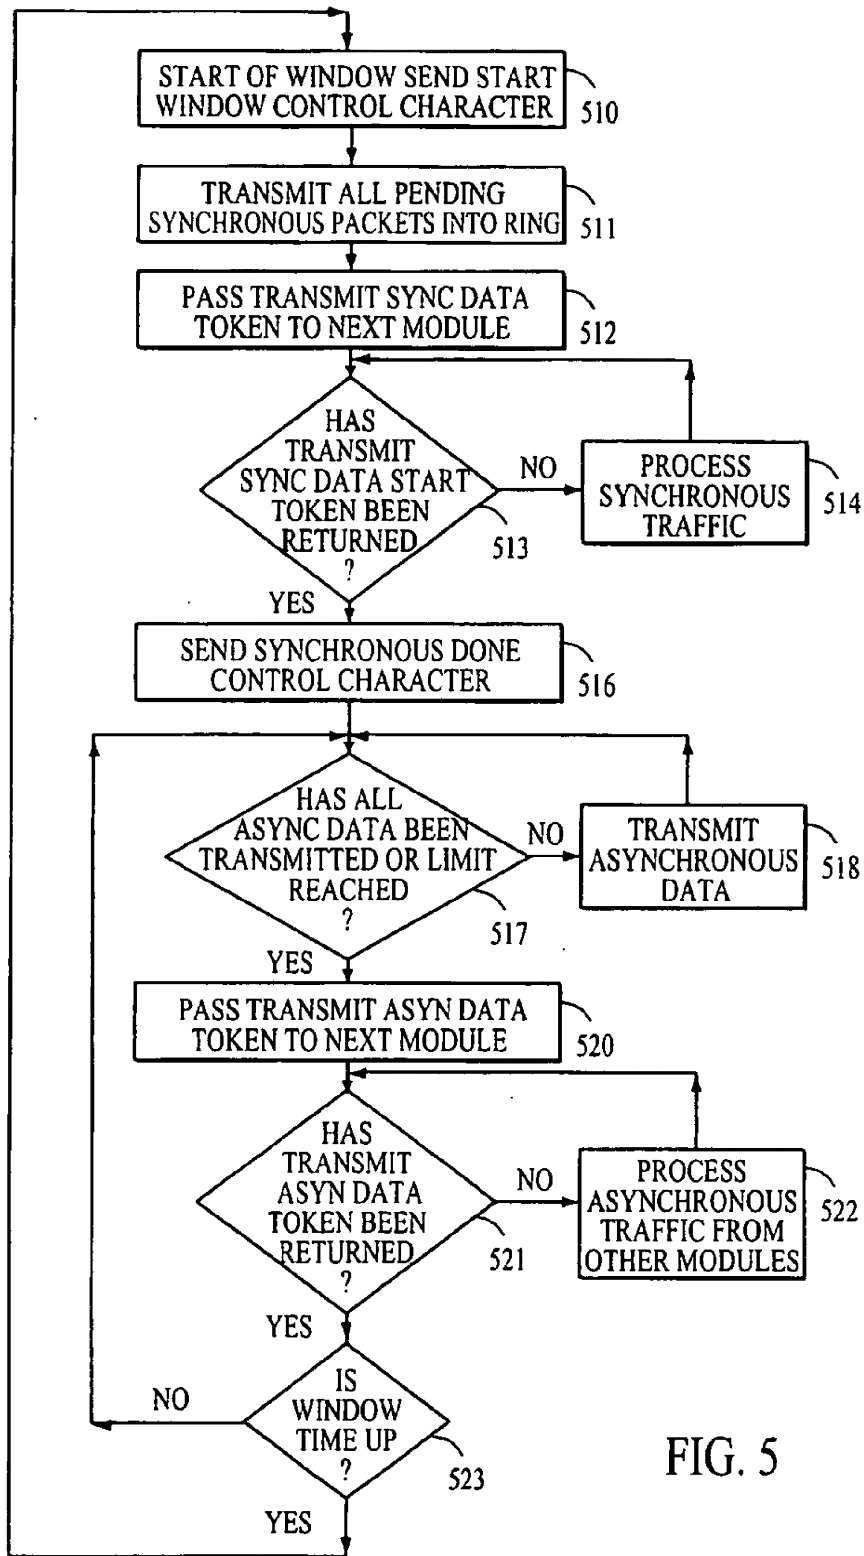 START OF WINDOW SEND START
WINDOW CONTROL CHARACTER
510
TRANSMIT ALL PENDING
SYNCHRONOUS PACKETS INTO RING
511
PASS TRANSMIT SYNC DATA
TOKEN TO NEXT MODULE
512
HAS
TRANSMIT
SYNC DATA START
TOKEN BEEN
RETURNED
?
513
NO
PROCESS
SYNCHRONOUS
TRAFFIC
514
YES
SEND SYNCHRONOUS DONE
CONTROL CHARACTER
516
HAS ALL
ASYNC DATA BEEN
TRANSMITTED OR LIMIT
REACHED
?
517
NO
TRANSMIT
ASYNCHRONOUS
DATA
518
YES
PASS TRANSMIT ASYN DATA
TOKEN TO NEXT MODULE
520
HAS
TRANSMIT
ASYN DATA
TOKEN BEEN
RETURNED
?
521
NO
PROCESS
ASYNCHRONOUS
TRAFFIC FROM
OTHER MODULES
522
YES
IS
WINDOW
TIME UP
?
523
NO
YES
FIG. 5